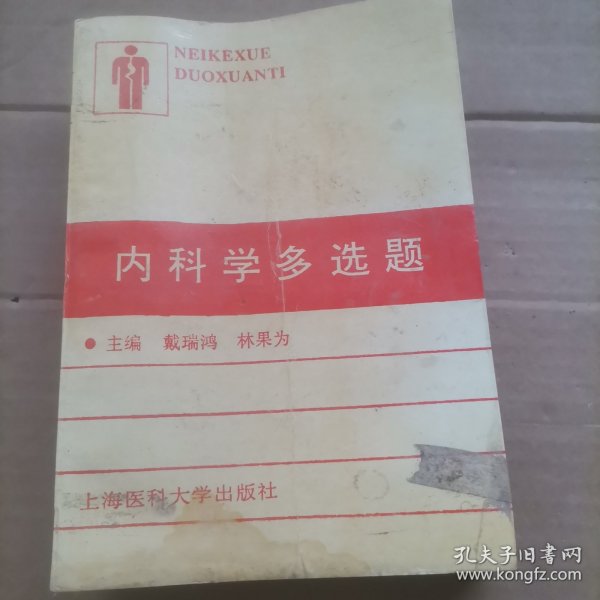 NEIKEXUE
DUOXUANTI
内科学多选题
●主编 戴瑞鸿 林果为
上海医科大学出版社
孔夫子旧书网
www.kongfz.com